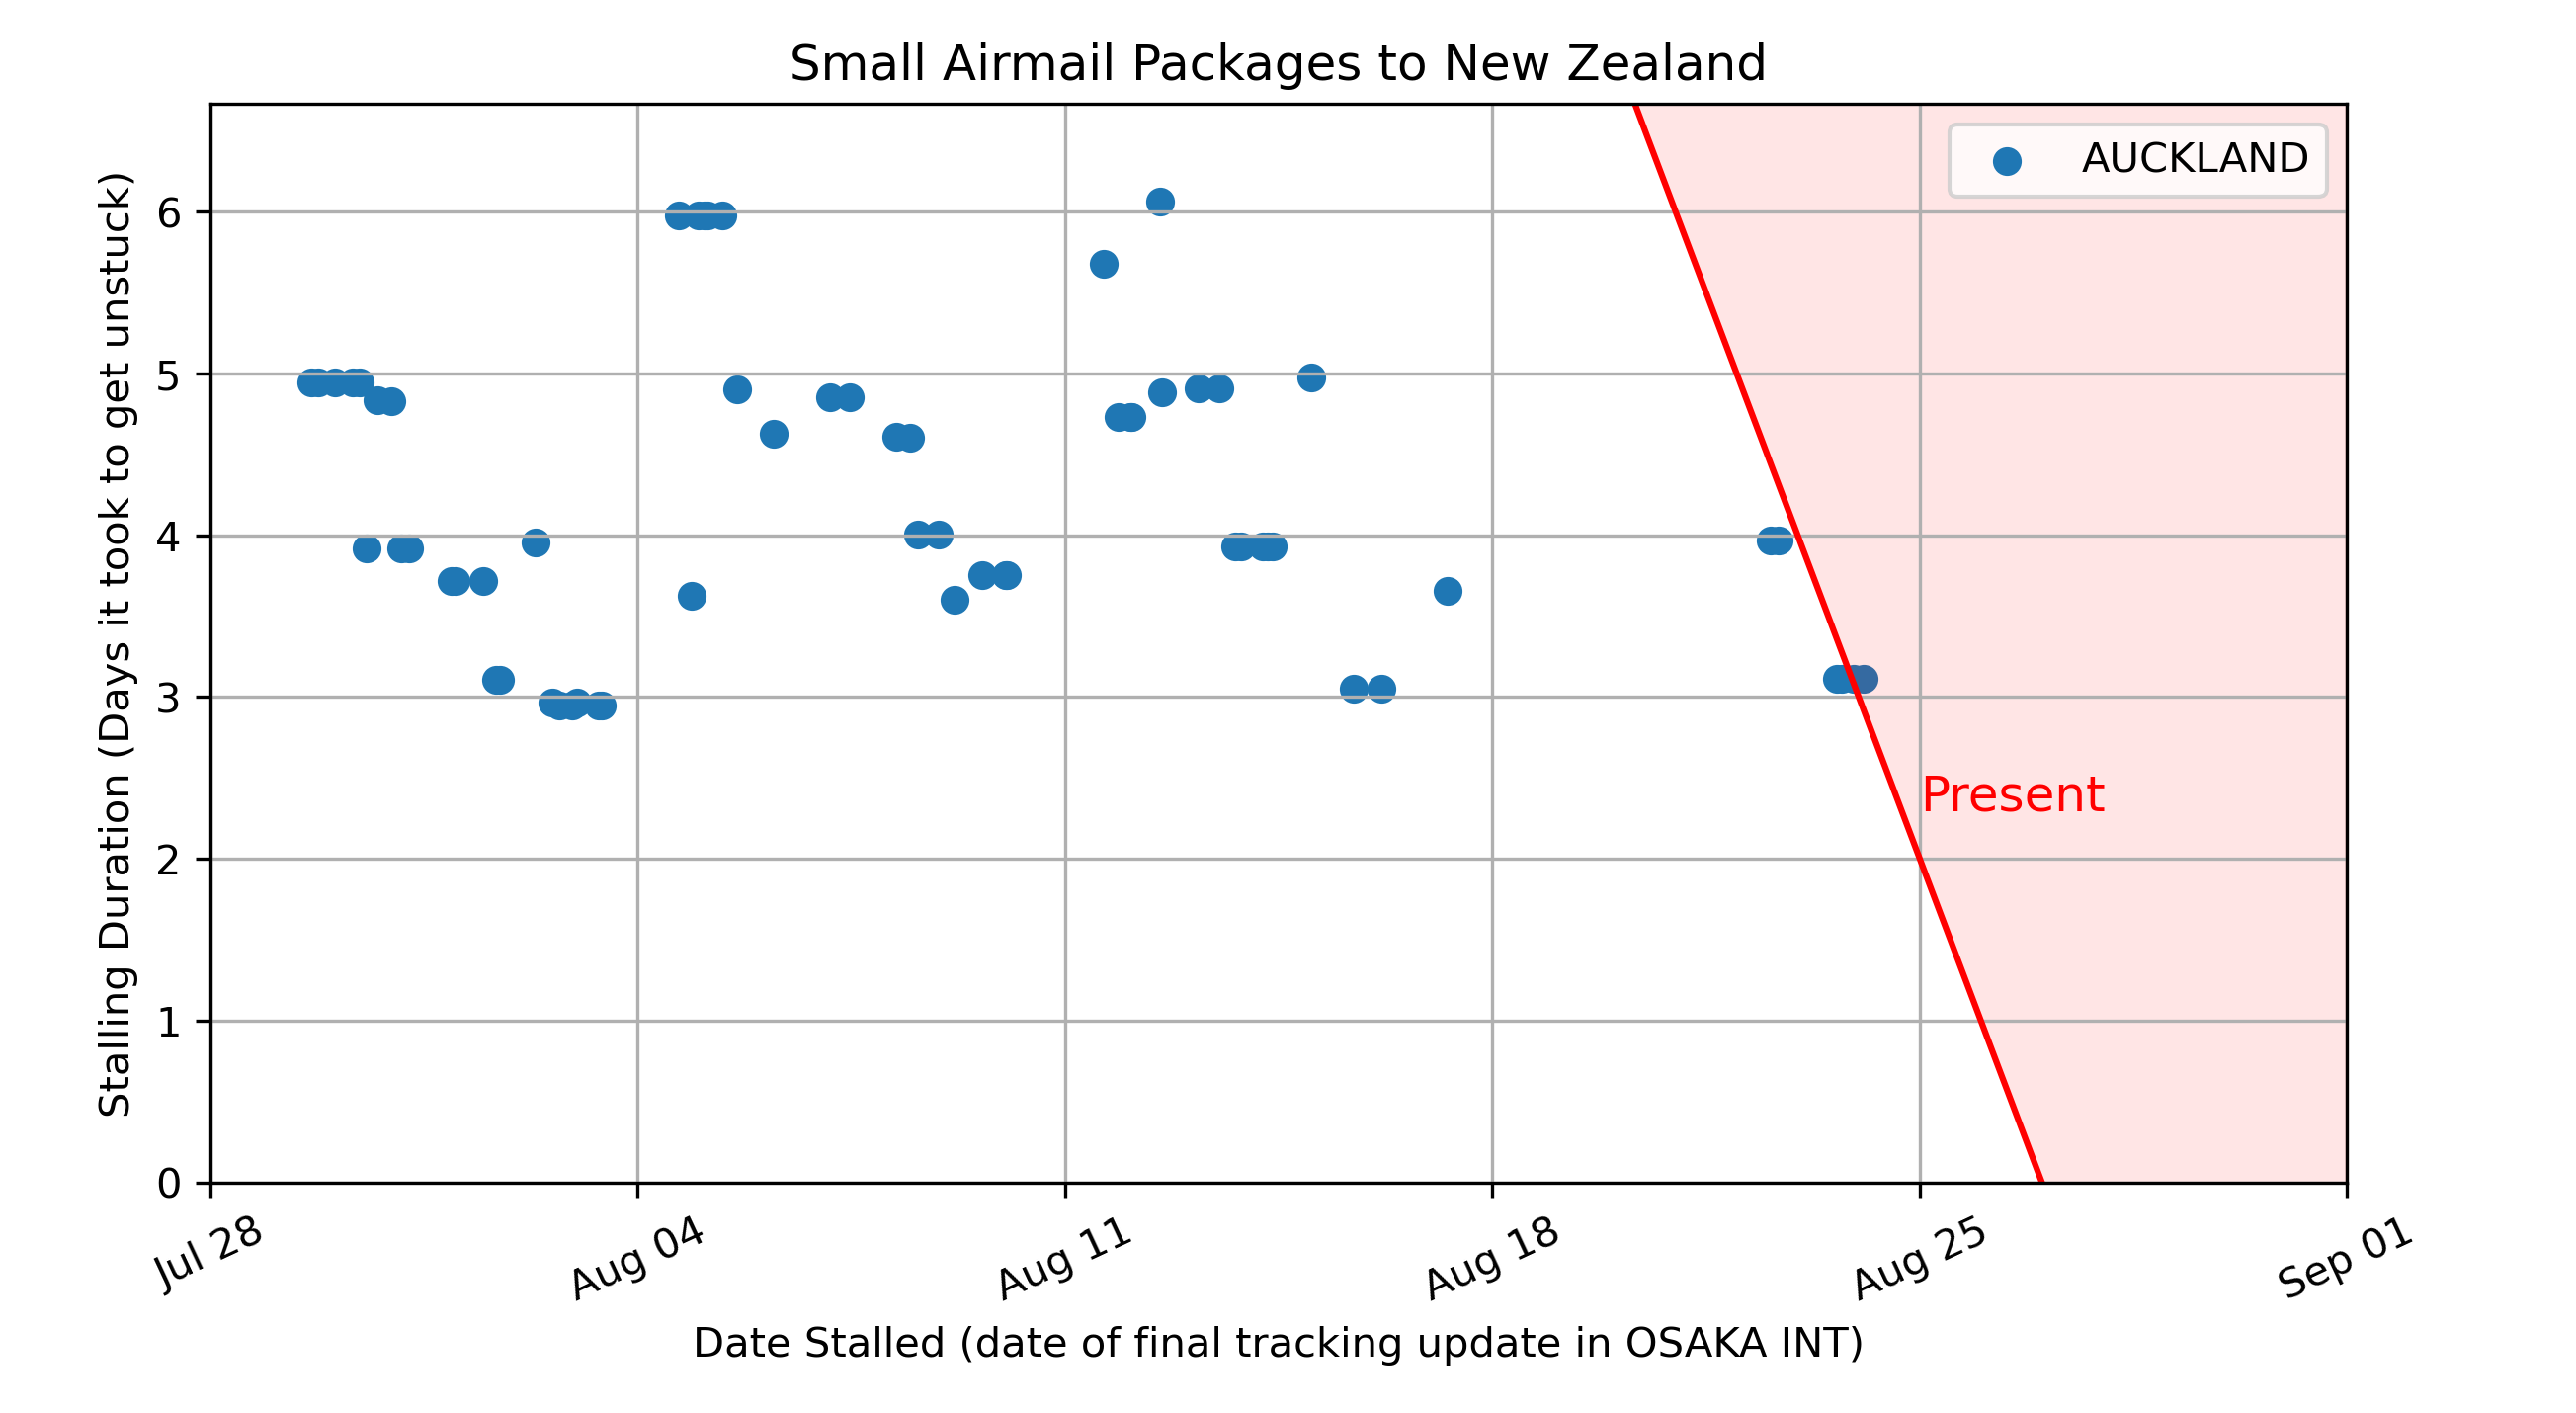 Small Airmail Packages to New Zealand
AUCKLAND
Stalling Duration (Days it took to get unstuck)
6
5
4
3
2
1
0
Present
Jul 28
Aug 04
Aug 11
Aug 18
Aug 25
Sep 01
Date Stalled (date of final tracking update in OSAKA INT)